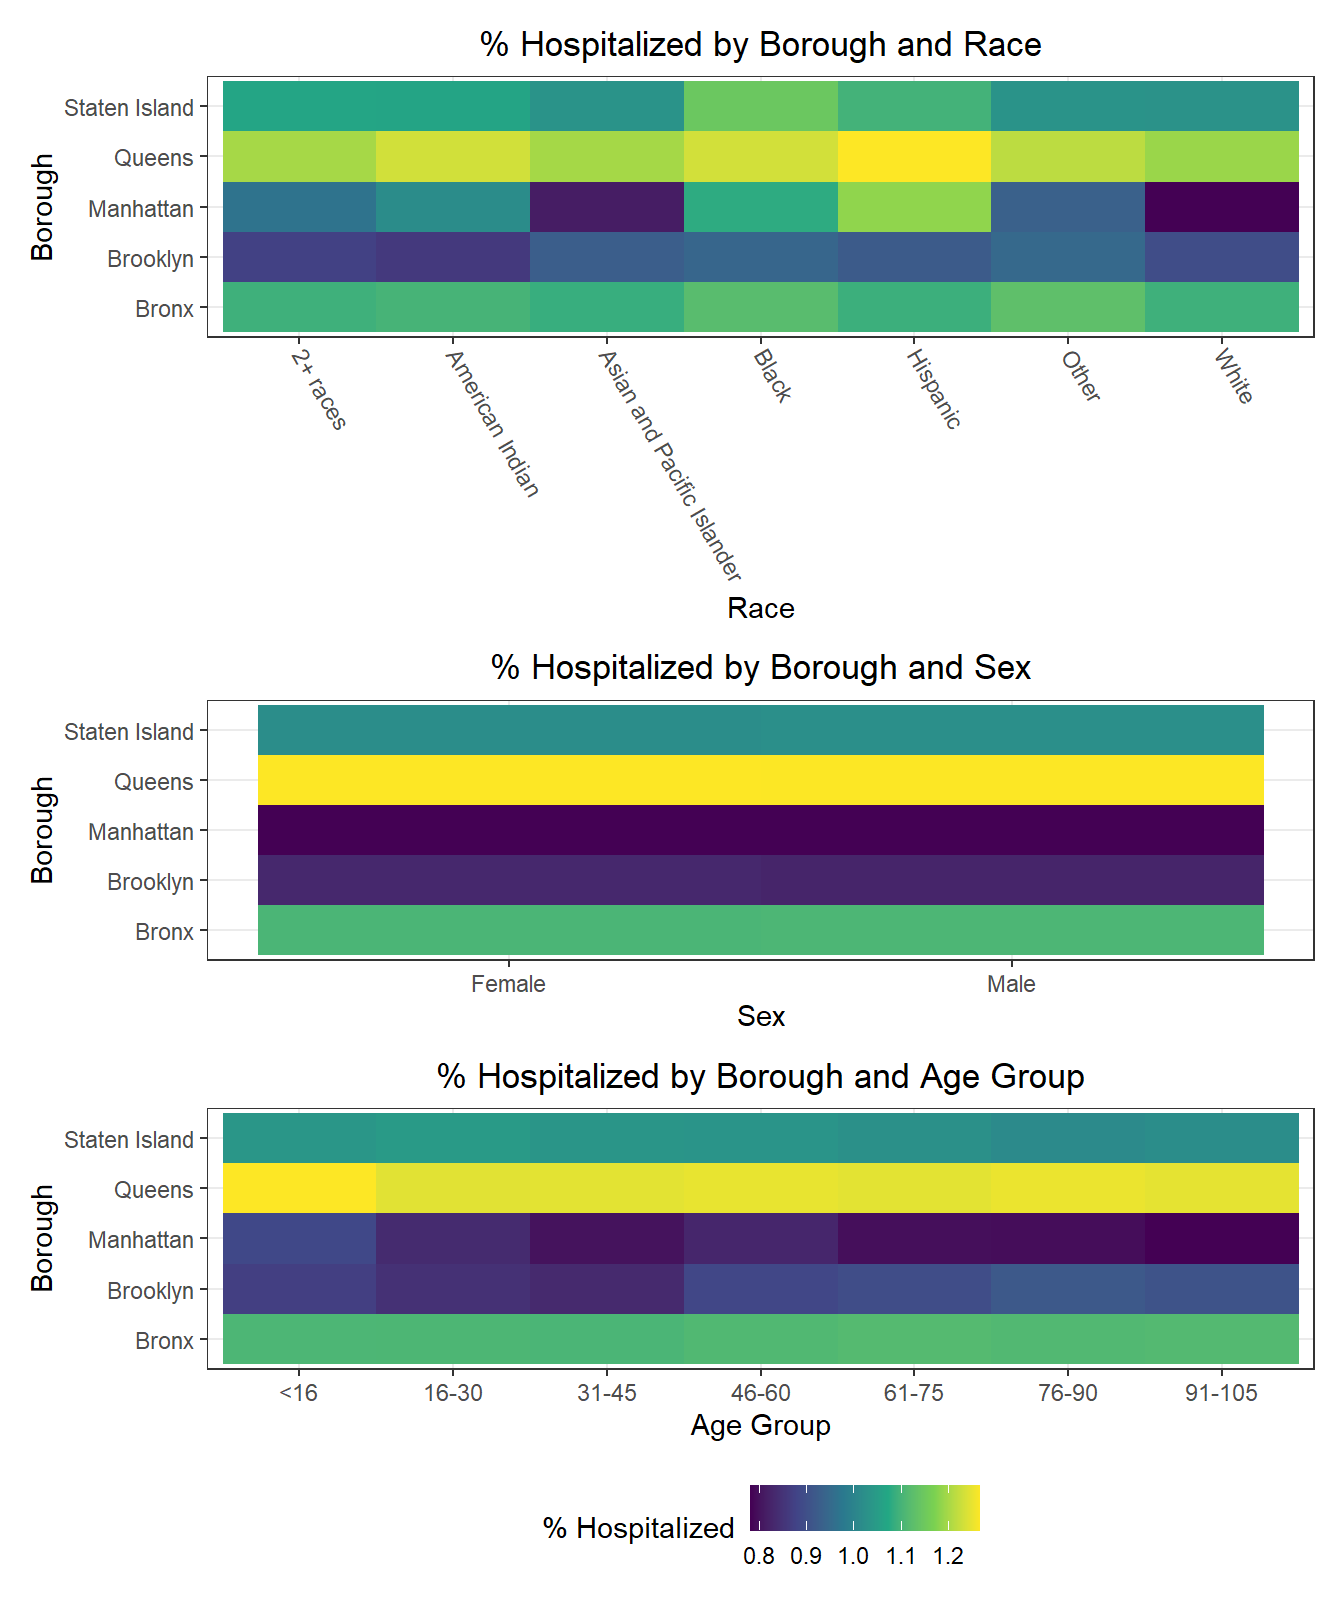 % Hospitalized by Borough and Race
Borough
Staten Island
Queens
Manhattan
Brooklyn
Bronx
2+ races
American Indian
Asian and Pacific Islander
Black
Hispanic
Other
White
Race
% Hospitalized by Borough and Sex
Borough
Staten Island
Queens
Manhattan
Brooklyn
Bronx
Female Male
Sex
% Hospitalized by Borough and Age Group
Borough
Staten Island
Queens
Manhattan
Brooklyn
Bronx
<16 16-30 31-45 46-60 61-75 76-90 91-105
Age Group
% Hospitalized
0.8 0.9 1.0 1.1 1.2